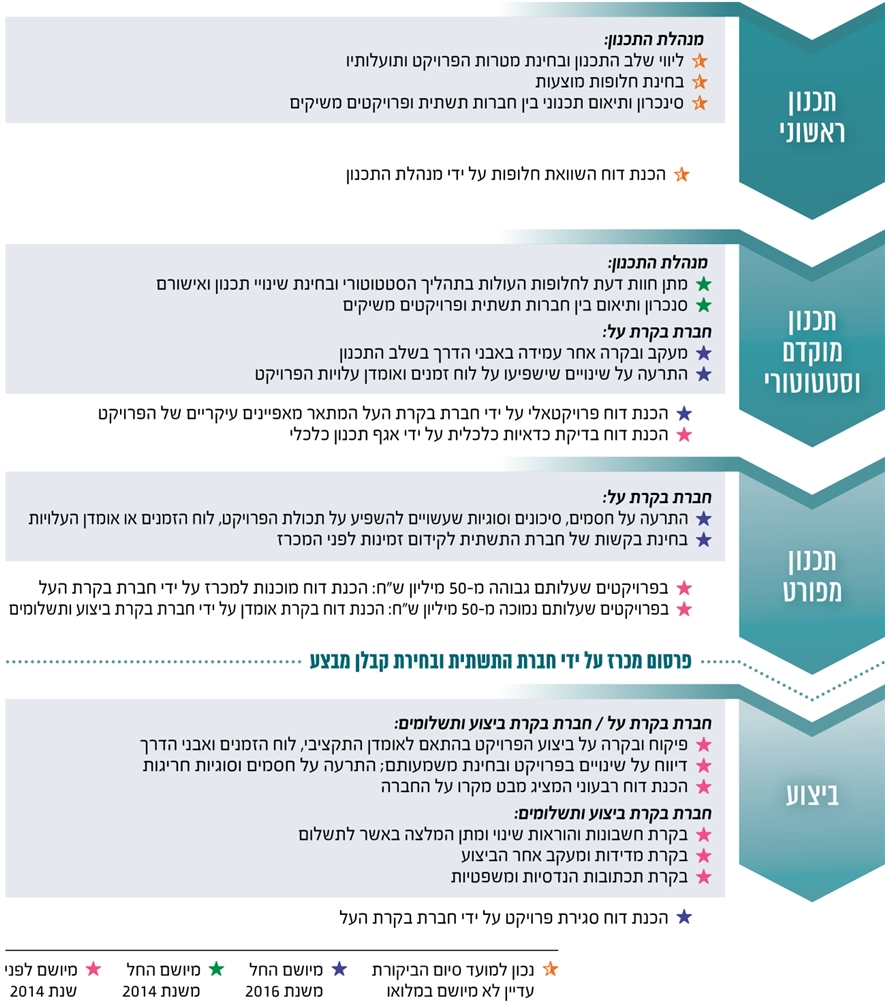 תכנון
ראשוני
מנהלת התכנון:
ליווי שלב התכנון ובחינת מטרות הפרויקט ותועלותיו
בחינת חלופות מוצעות
סינכרון ותיאום תכנוני בין חברות תשתית ופרויקטים משיקים
הכנת דוח השוואת חלופות על ידי מנהלת התכנון
תכנון
מוקדם
וסטטוטורי
מנהלת התכנון:
מתן חוות דעת לחלופות העולות בתהליך הסטטוטורי ובחינת שינויי תכנון ואישורם
סנכרון ותיאום בין חברות תשתית ופרויקטים משיקים
חברת בקרת על:
מעקב ובקרה אחר עמידה באבני הדרך בשלב התכנון
התרעה על שינויים שישפיעו על לוח זמנים ואומדן עלויות הפרויקט
הכנת דוח פרויקטאלי על ידי חברת בקרת העל המתאר מאפיינים עיקריים של הפרויקט
הכנת דוח בדיקת כדאיות כלכלית על ידי אגף תכנון כלכלי
תכנון
מפורט
חברת בקרת על:
התרעה על חסמים, סיכונים וסוגיות שעשויים להשפיע על תכולת הפרויקט, לוח הזמנים או אומדן העלויות
בחינת בקשות של חברת התשתית לקידום זמינות לפני המכרז
בפרויקטים שעלותם גבוהה מ-50 מיליון ש"ח: הכנת דוח מוכנות למכרז על ידי חברת בקרת העל
בפרויקטים שעלותם נמוכה מ-50 מיליון ש"ח: הכנת דוח בקרת אומדן על ידי חברת בקרת ביצוע ותשלומים
פרסום מכרז על ידי חברת התשתית ובחירת קבלן מבצע
ביצוע
חברת בקרת על / חברת בקרת ביצוע ותשלומים:
פיקוח ובקרה על ביצוע הפרויקט בהתאם לאומדן התקציבי, לוח הזמנים ואבני הדרך
דיווח על שינויים בפרויקט ובחינת משמעותם; התרעה על חסמים וסוגיות חריגות
הכנת דוח רבעוני המציג מבט מקרו על החברה
חברת בקרת ביצוע ותשלומים:
בקרת חשבונות והוראות שינוי ומתן המלצה באשר לתשלום
בקרת מדידות ומעקב אחר הביצוע
בקרת תכתובות הנדסיות ומשפטיות
הכנת דוח סגירת פרויקט על ידי חברת בקרת העל
נכון למועד סיום הביקורת
עדיין לא מיושם במלואו
מיושם החל
משנת 2016
מיושם החל
משנת 2014
מיושם לפני
שנת 2014